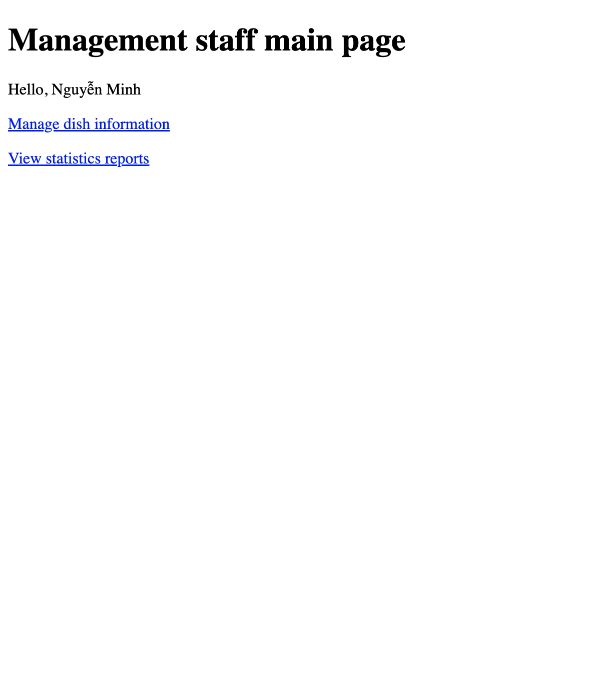 Management staff main page
Hello, Nguyễn Minh
Manage dish information
View statistics reports